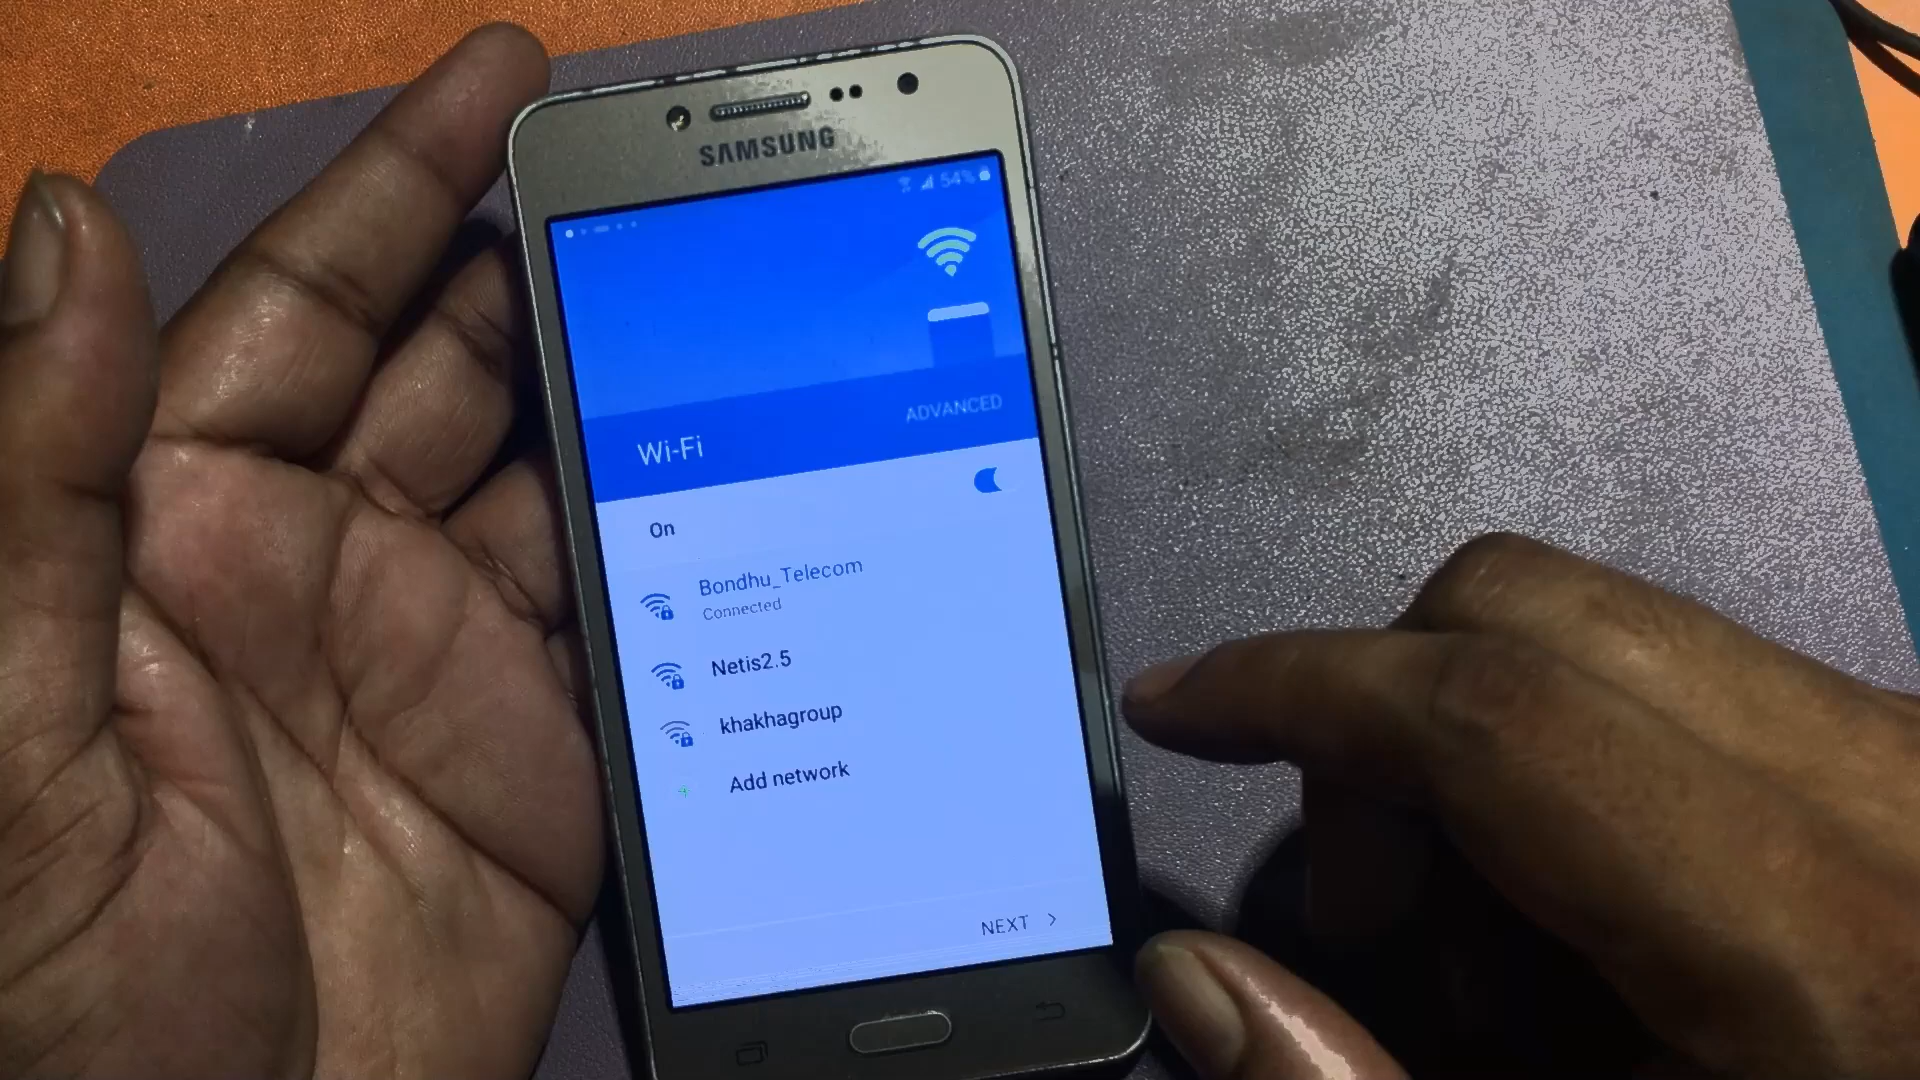 SAMSUNG
54%
ADVANCED
Wi-Fi
On
Bondhu_Telecom
Connected
Netis2.5
khakhagroup
Add network
NEXT >